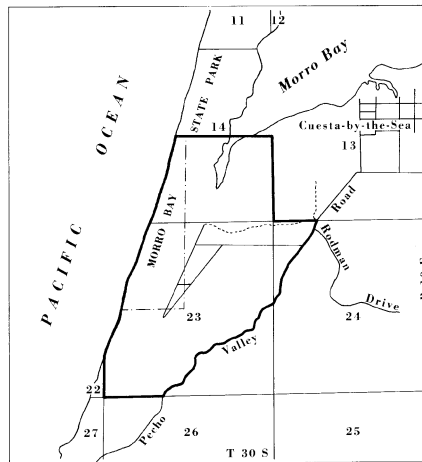 11
12
Morro Bay
PACIFIC OCEAN
STATE PARK
14
Cuesta-by-the-Sea
13
MORRO BAY
Road
Rodman
Drive
23
24
Valley
22
27
Pecho
26
T 30 S
25